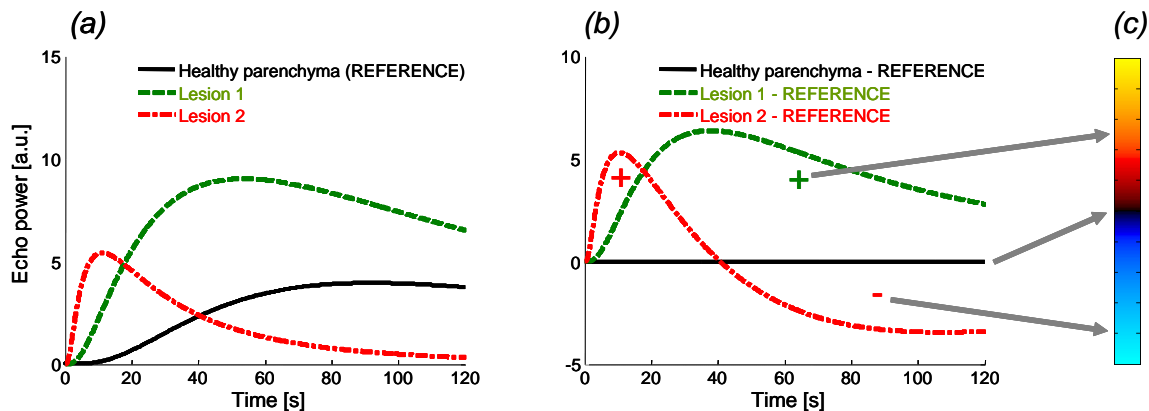 (a)
(b)
(c)
15
10
5
0
Echo power [a.u.]
Healthy parenchyma (REFERENCE)
Lesion 1
Lesion 2
0 20 40 60 80 100 120
Time [s]
10
5
0
-5
Healthy parenchyma - REFERENCE
Lesion 1 - REFERENCE
Lesion 2 - REFERENCE
+
+
-
0 20 40 60 80 100 120
Time [s]